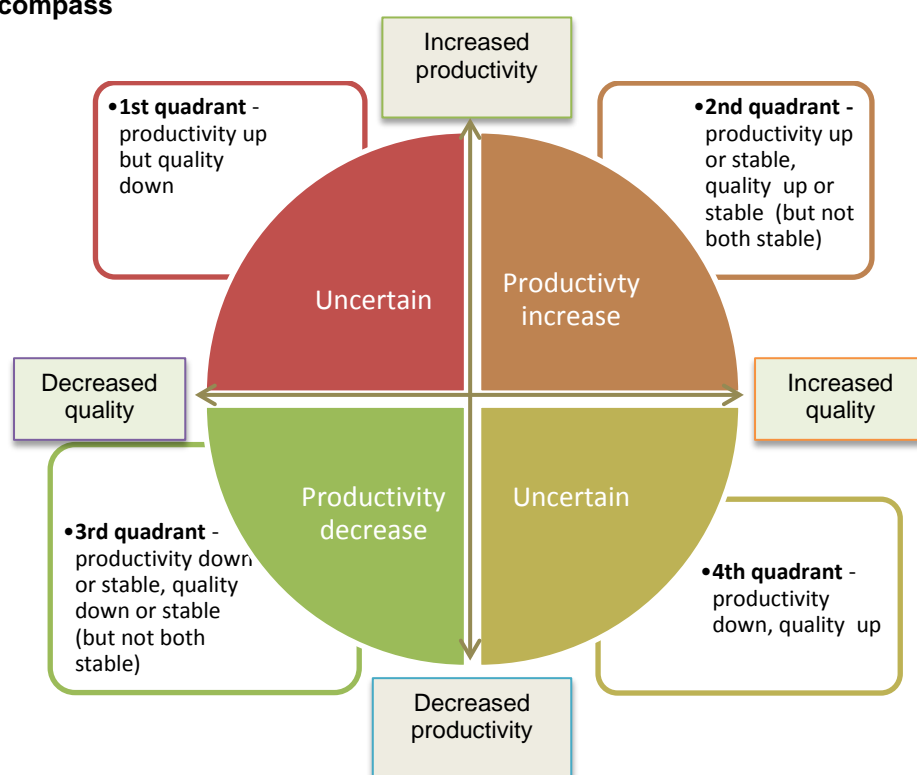 compass
Increased
productivity
•1st quadrant -
productivity up
but quality
down
•2nd quadrant -
productivity up
or stable,
quality up or
stable (but not
both stable)
Uncertain
Productivty
increase
Decreased
quality
Increased
quality
Productivity
decrease
Uncertain
•3rd quadrant -
productivity down
or stable, quality
down or stable
(but not both
stable)
•4th quadrant -
productivity
down, quality up
Decreased
productivity